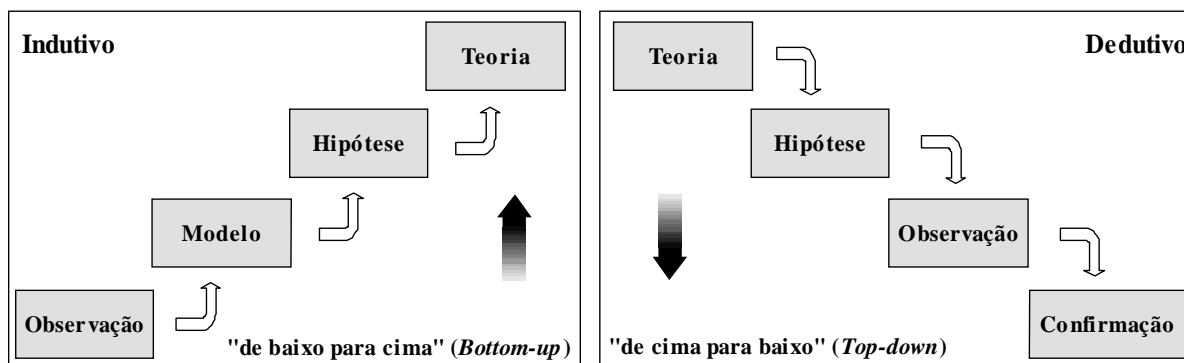 Indutivo
Teoria
Hipótese
Modelo
Observação
"de baixo para cima" (Bottom-up)
Dedutivo
Teoria
Hipótese
Observação
Confirmação
"de cima para baixo" (Top-down)